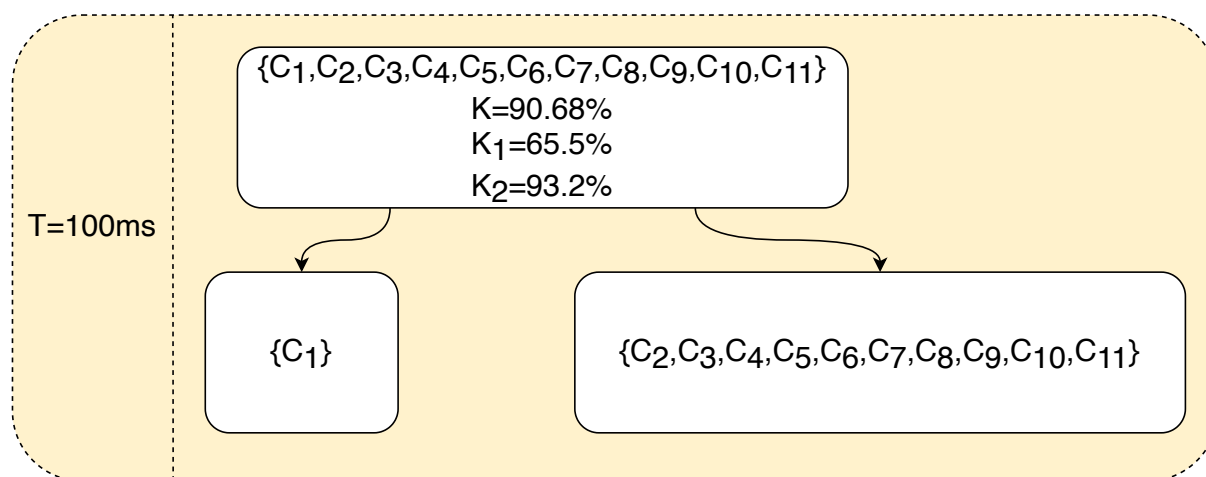 {C₁,C₂,C₃,C₄,C₅,C₆,C₇,C₈,C₉,C₁₀,C₁₁}
K=90.68%
K₁=65.5%
K₂=93.2%
T=100ms
{C₁}
{C₂,C₃,C₄,C₅,C₆,C₇,C₈,C₉,C₁₀,C₁₁}